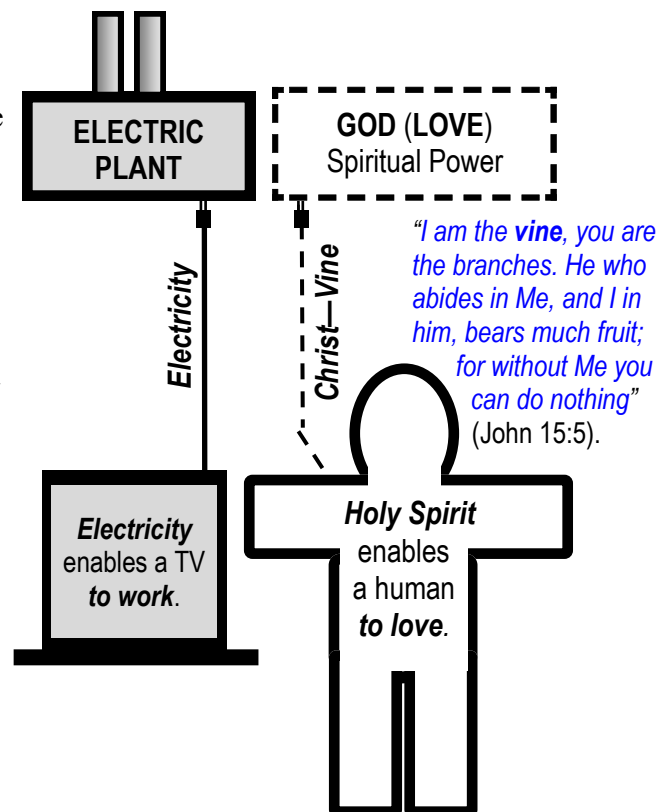 ELECTRIC
PLANT
GOD (LOVE)
Spiritual Power
Electricity
Christ—Vine
“I am the vine, you are
the branches. He who
abides in Me, and I in
him, bears much fruit;
for without Me you
can do nothing”
(John 15:5).
Electricity
enables a TV
to work.
Holy Spirit
enables
a human
to love.